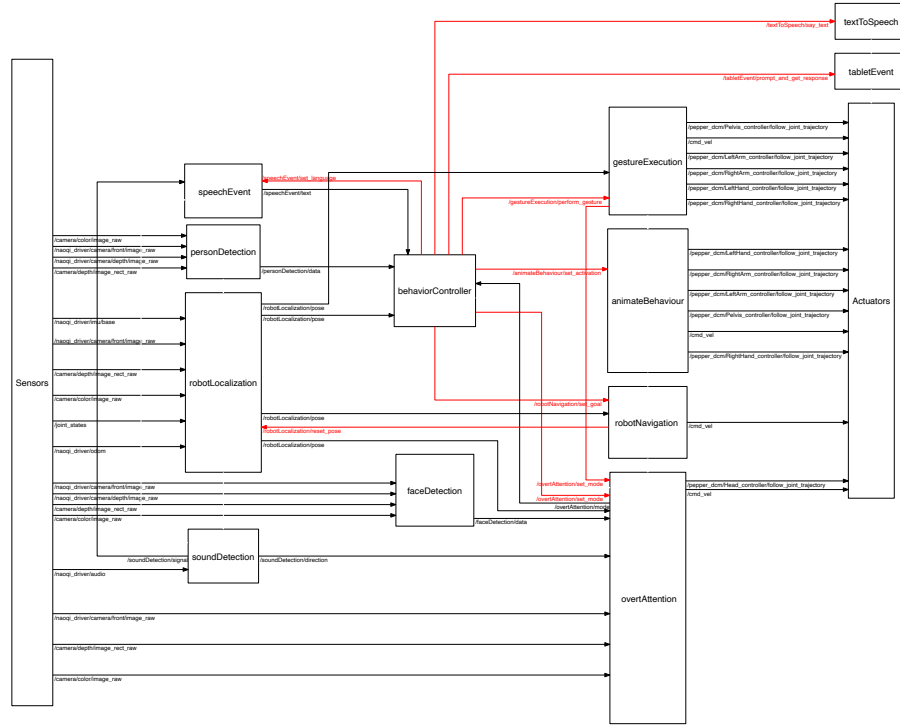 textToSpeech
/textToSpeech/say_text
tabletEvent
/tabletEvent/prompt_and_get_response
Sensors
Actuators
gestureExecution
/pepper_dcm/Pelvis_controller/follow_joint_trajectory
/cmd_vel
/pepper_dcm/LeftArm_controller/follow_joint_trajectory
/pepper_dcm/RightArm_controller/follow_joint_trajectory
/pepper_dcm/LeftHand_controller/follow_joint_trajectory
/pepper_dcm/RightHand_controller/follow_joint_trajectory
speechEvent
/speechEvent/set_language
/speechEvent/text
/gestureExecution/perform_gesture
/camera/color/image_raw
/naoqi_driver/camera/front/image_raw
/naoqi_driver/camera/depth/image_raw
/camera/depth/image_rect_raw
personDetection
/personDetection/data
behaviorController
/animateBehaviour/set_activation
animateBehaviour
/pepper_dcm/LeftHand_controller/follow_joint_trajectory
/pepper_dcm/RightArm_controller/follow_joint_trajectory
/pepper_dcm/LeftArm_controller/follow_joint_trajectory
/pepper_dcm/Pelvis_controller/follow_joint_trajectory
/cmd_vel
/pepper_dcm/RightHand_controller/follow_joint_trajectory
/robotLocalization/pose
/robotLocalization/pose
/naoqi_driver/imu/base
/naoqi_driver/camera/front/image_raw
/camera/depth/image_rect_raw
/camera/color/image_raw
/joint_states
/naoqi_driver/odom
robotLocalization
/robotNavigation/set_goal
/robotLocalization/pose
/robotLocalization/reset_pose
/robotLocalization/pose
robotNavigation
/cmd_vel
/naoqi_driver/camera/front/image_raw
/naoqi_driver/camera/depth/image_raw
/camera/depth/image_rect_raw
/camera/color/image_raw
faceDetection
/faceDetection/data
/overtAttention/set_mode
/overtAttention/set_mode
/overtAttention/mode
/pepper_dcm/Head_controller/follow_joint_trajectory
/cmd_vel
soundDetection
/soundDetection/signal
/soundDetection/direction
/naoqi_driver/audio
overtAttention
/naoqi_driver/camera/front/image_raw
/camera/depth/image_rect_raw
/camera/color/image_raw